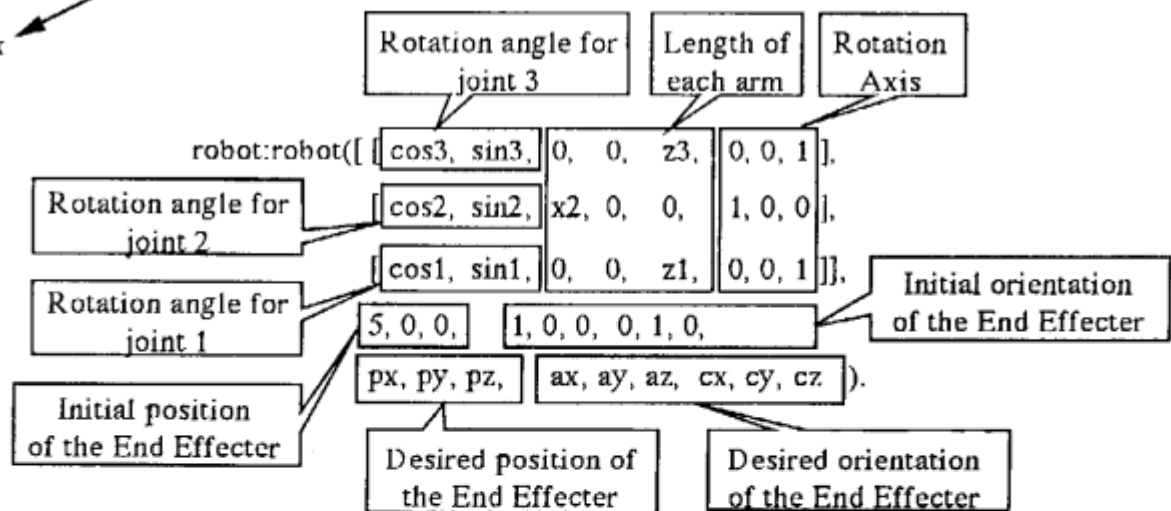 x
Rotation angle for
joint 3
Length of
each arm
Rotation
Axis
robot:robot([ [ cos3, sin3, 0, 0, z3, 0, 0, 1 ],
Rotation angle for
joint 2
[ cos2, sin2, x2, 0, 0, 1, 0, 0 ],
[ cos1, sin1, 0, 0, z1, 0, 0, 1 ]],
Rotation angle for
joint 1
Initial orientation
of the End Effecter
5, 0, 0, 1, 0, 0, 0, 1, 0,
px, py, pz, ax, ay, az, cx, cy, cz ).
Initial position
of the End Effecter
Desired position of
the End Effecter
Desired orientation
of the End Effecter